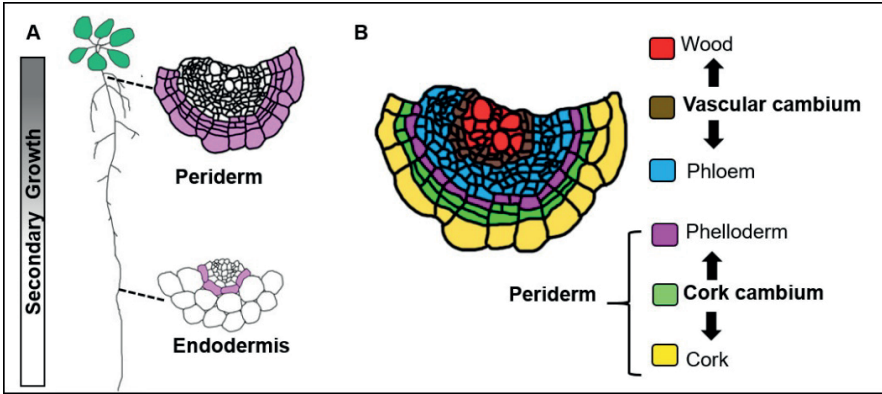 A
Secondary Growth
Periderm
Endodermis
B
Wood
Vascular cambium
Phloem
Periderm
Phelloderm
Cork cambium
Cork